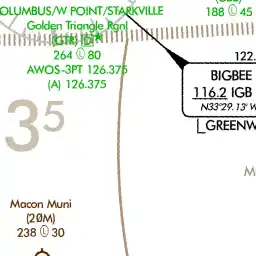 OLUMBUS/W POINT/STARKVILLE
Golden Triangle Rgnl
(GTR) D*
264 Ⓛ 80
AWOS-3PT 126.375
(A) 126.375
188 Ⓛ 45
122.
BIGBEE
116.2 IGB
N33°29.13' W
GREENW
3⁵
Macon Muni
(20M)
238 Ⓛ 30
M